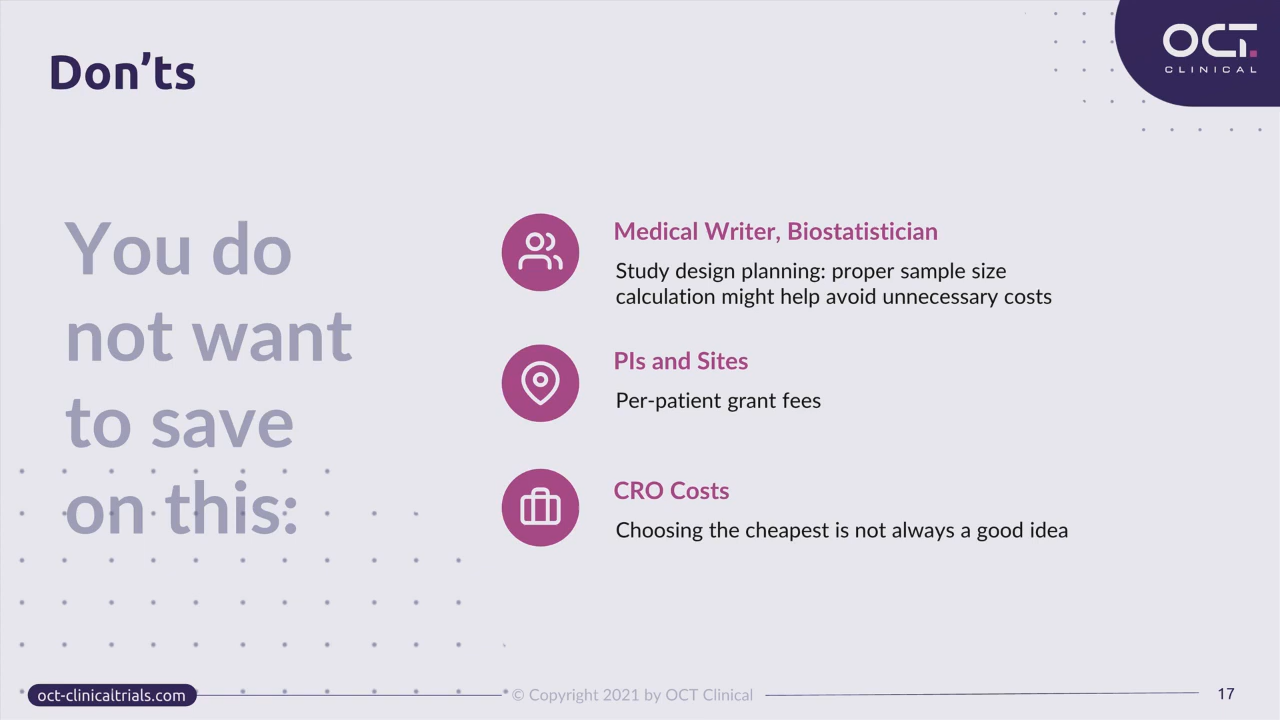 Don’ts
OCT
CLINICAL
You do
not want
to save
on this:
Medical Writer, Biostatistician
Study design planning: proper sample size
calculation might help avoid unnecessary costs
PIs and Sites
Per-patient grant fees
CRO Costs
Choosing the cheapest is not always a good idea
oct-clinicaltrials.com
© Copyright 2021 by OCT Clinical
17